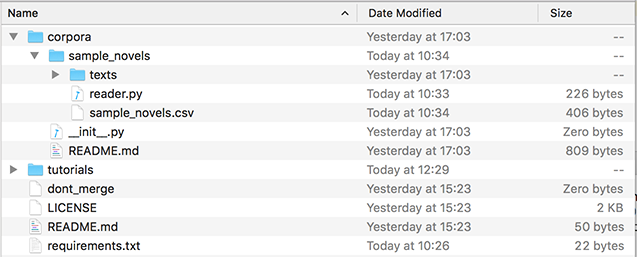 Name Date Modified Size
corpora Yesterday at 17:03 --
sample_novels Today at 10:34 --
texts Yesterday at 17:03 --
reader.py Today at 10:33 226 bytes
sample_novels.csv Today at 10:34 406 bytes
__init__.py Yesterday at 17:03 Zero bytes
README.md Yesterday at 17:03 809 bytes
tutorials Today at 12:29 --
dont_merge Yesterday at 15:23 Zero bytes
LICENSE Yesterday at 15:23 2 KB
README.md Yesterday at 15:23 50 bytes
requirements.txt Today at 10:26 22 bytes